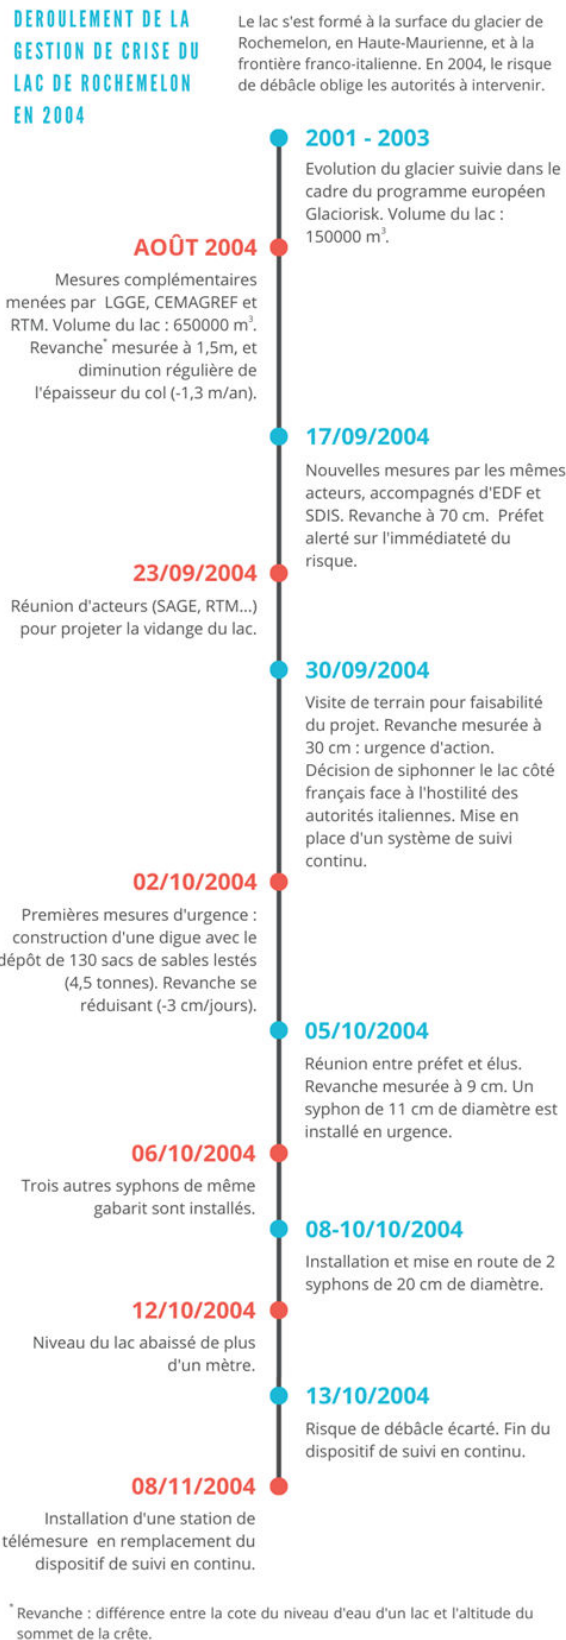 DEROULEMENT DE LA
GESTION DE CRISE DU
LAC DE ROCHEMELON
EN 2004
Le lac s'est formé à la surface du glacier de
Rochemelon, en Haute-Maurienne, et à la
frontière franco-italienne. En 2004, le risque
de débâcle oblige les autorités à intervenir.
2001 - 2003
Evolution du glacier suivie dans le
cadre du programme européen
Glaciorisk. Volume du lac :
150000 m³.
AOÛT 2004
Mesures complémentaires
menées par LGGE, CEMAGREF et
RTM. Volume du lac : 650000 m³.
Revanche* mesurée à 1,5m, et
diminution régulière de
l'épaisseur du col (-1,3 m/an).
17/09/2004
Nouvelles mesures par les mêmes
acteurs, accompagnés d'EDF et
SDIS. Revanche à 70 cm. Préfet
alerté sur l'immédiateté du
risque.
23/09/2004
Réunion d'acteurs (SAGE, RTM...)
pour projeter la vidange du lac.
30/09/2004
Visite de terrain pour faisabilité
du projet. Revanche mesurée à
30 cm : urgence d'action.
Décision de siphonner le lac côté
français face à l'hostilité des
autorités italiennes. Mise en
place d'un système de suivi
continu.
02/10/2004
Premières mesures d'urgence :
construction d'une digue avec le
dépôt de 130 sacs de sables lestés
(4,5 tonnes). Revanche se
réduisant (-3 cm/jours).
05/10/2004
Réunion entre préfet et élus.
Revanche mesurée à 9 cm. Un
syphon de 11 cm de diamètre est
installé en urgence.
06/10/2004
Trois autres syphons de même
gabarit sont installés.
08-10/10/2004
Installation et mise en route de 2
syphons de 20 cm de diamètre.
12/10/2004
Niveau du lac abaissé de plus
d'un mètre.
13/10/2004
Risque de débâcle écarté. Fin du
dispositif de suivi en continu.
08/11/2004
Installation d'une station de
télémesure en remplacement du
dispositif de suivi en continu.
* Revanche : différence entre la cote du niveau d'eau d'un lac et l'altitude du
sommet de la crête.